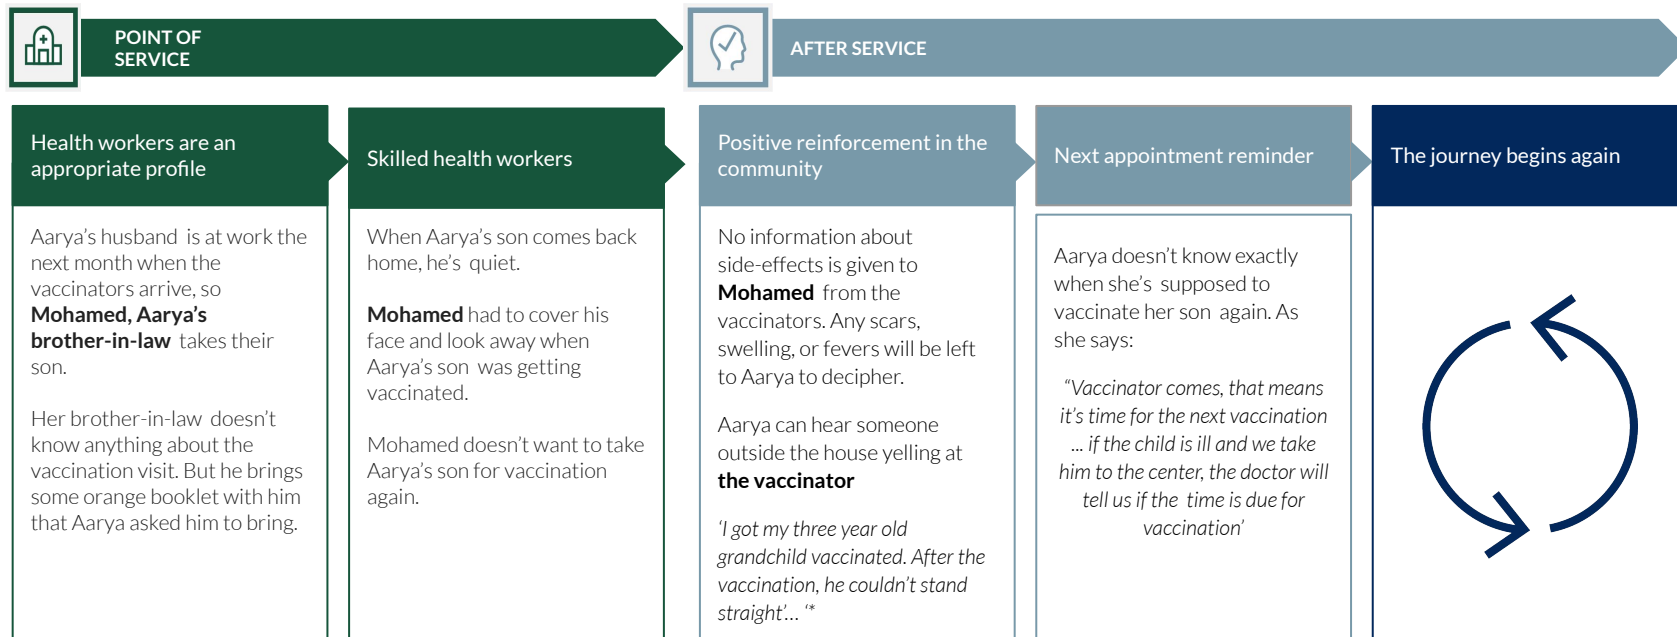 POINT OF
SERVICE
AFTER SERVICE
Health workers are an
appropriate profile
Aarya’s husband is at work the
next month when the
vaccinators arrive, so
Mohamed, Aarya’s
brother-in-law takes their
son.
Her brother-in-law doesn’t
know anything about the
vaccination visit. But he brings
some orange booklet with him
that Aarya asked him to bring.
Skilled health workers
When Aarya’s son comes back
home, he’s quiet.
Mohamed had to cover his
face and look away when
Aarya’s son was getting
vaccinated.
Mohamed doesn’t want to take
Aarya’s son for vaccination
again.
Positive reinforcement in the
community
No information about
side-effects is given to
Mohamed from the
vaccinators. Any scars,
swelling, or fevers will be left
to Aarya to decipher.
Aarya can hear someone
outside the house yelling at
the vaccinator
‘I got my three year old
grandchild vaccinated. After the
vaccination, he couldn’t stand
straight’... ‘*
Next appointment reminder
Aarya doesn’t know exactly
when she’s supposed to
vaccinate her son again. As
she says:
“Vaccinator comes, that means
it’s time for the next vaccination
... if the child is ill and we take
him to the center, the doctor will
tell us if the time is due for
vaccination’
The journey begins again